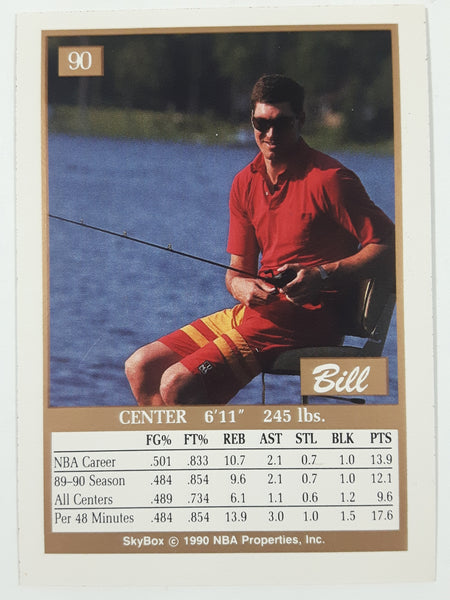 90
Bill
CENTER 6'11" 245 lbs.
FG% FT% REB AST STL BLK PTS
NBA Career .501 .833 10.7 2.1 0.7 1.0 13.9
89-90 Season .484 .854 9.6 2.1 0.7 1.0 12.1
All Centers .489 .734 6.1 1.1 0.6 1.2 9.6
Per 48 Minutes .484 .854 13.9 3.0 1.0 1.5 17.6
SkyBox © 1990 NBA Properties, Inc.